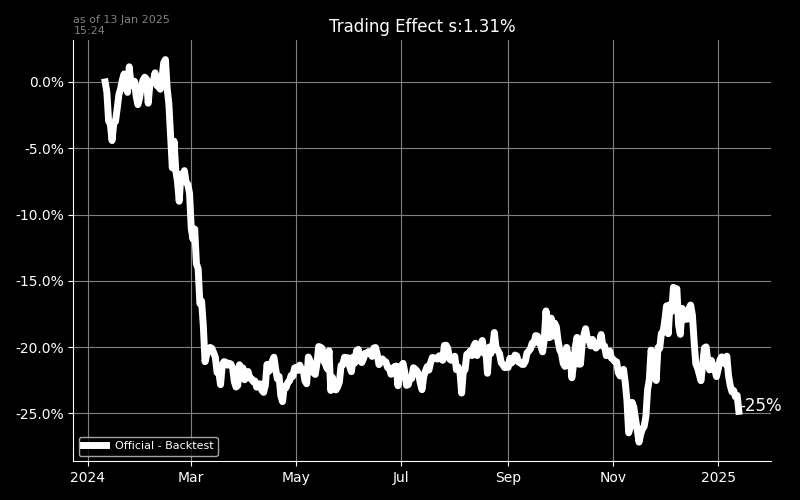 as of 13 Jan 2025
15:24
Trading Effect s:1.31%
0.0%
-5.0%
-10.0%
-15.0%
-20.0%
-25.0%
-25%
Official - Backtest
2024
Mar
May
Jul
Sep
Nov
2025